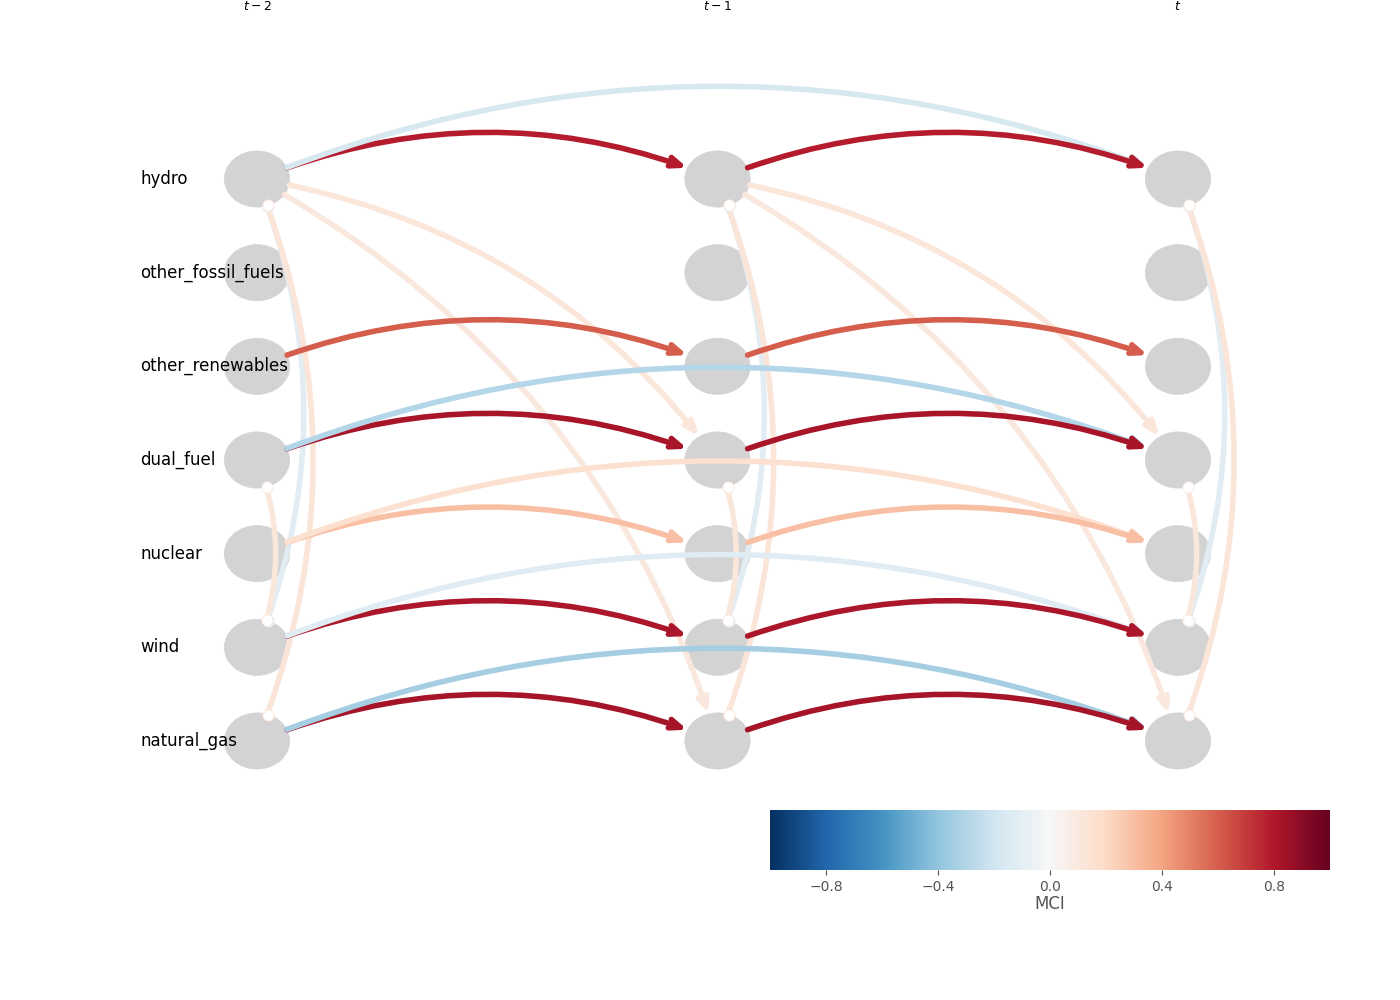 t − 2
t − 1
t
hydro
other_fossil_fuels
other_renewables
dual_fuel
nuclear
wind
natural_gas
−0.8
−0.4
0.0
0.4
0.8
MCI